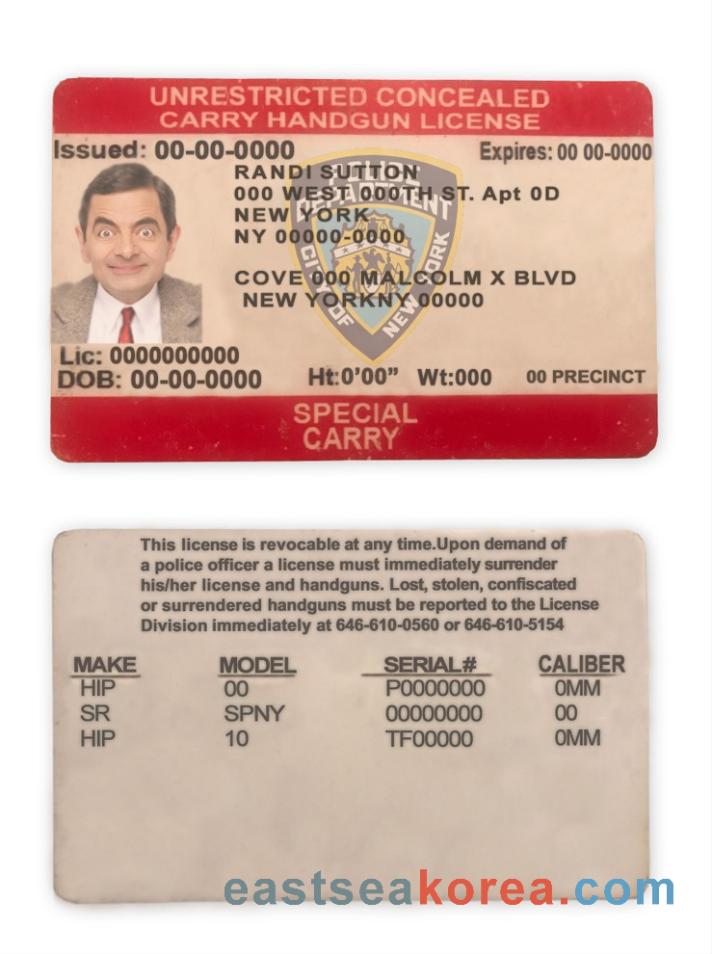 UNRESTRICTED CONCEALED
CARRY HANDGUN LICENSE
Issued: 00-00-0000
Expires: 00 00-0000
RANDI SUTTON
000 WEST 000TH ST. Apt 0D
NEW YORK
NY 00000-0000
COVE 000 MALCOLM X BLVD
NEW YORKNY 00000
POLICE
DEPARTMENT
CITY OF
NEW YORK
Lic: 0000000000
DOB: 00-00-0000
Ht:0'00” Wt:000
00 PRECINCT
SPECIAL
CARRY
This license is revocable at any time.Upon demand of
a police officer a license must immediately surrender
his/her license and handguns. Lost, stolen, confiscated
or surrendered handguns must be reported to the License
Division immediately at 646-610-0560 or 646-610-5154
MAKE MODEL SERIAL# CALIBER
HIP 00 P0000000 0MM
SR SPNY 00000000 00
HIP 10 TF00000 0MM
eastseakorea.com